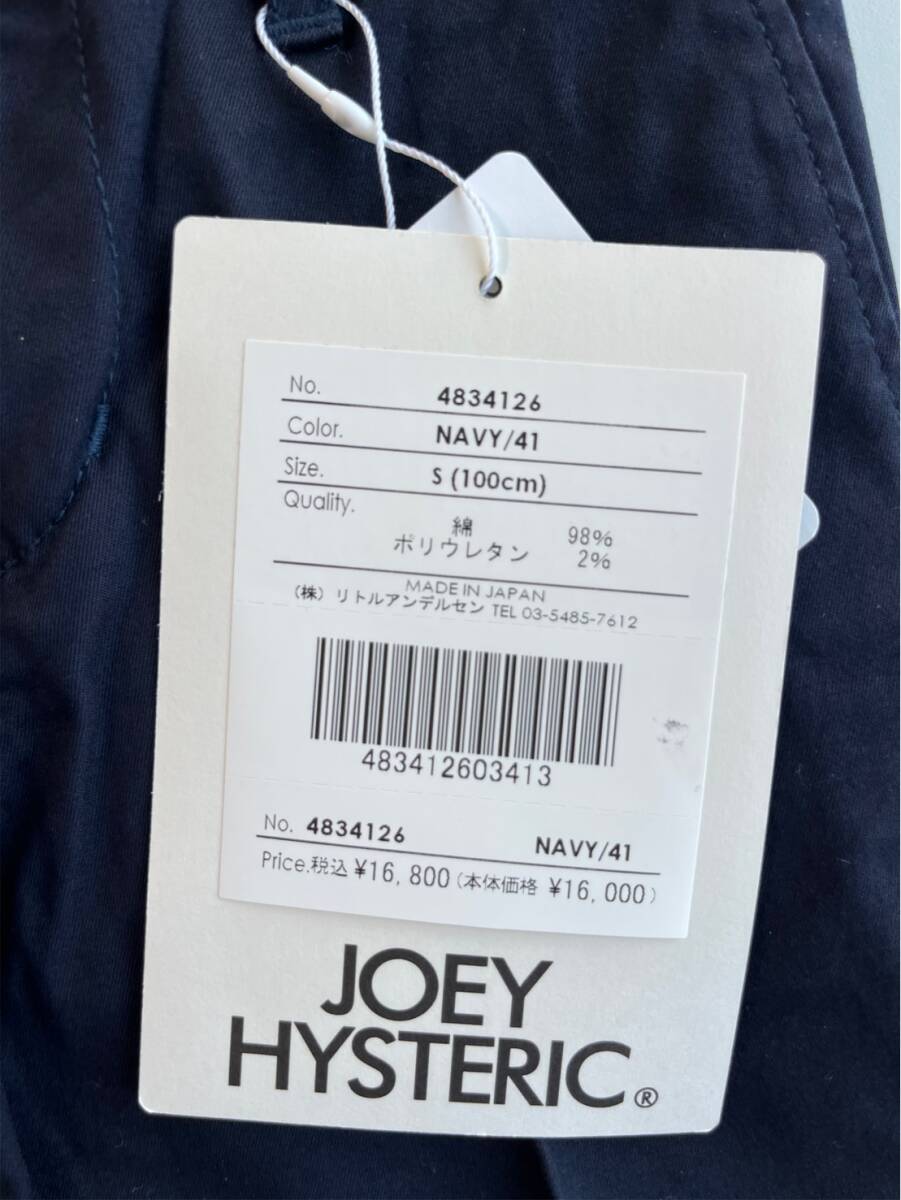 No. 4834126
Color. NAVY/41
Size. S (100cm)
Quality.
綿 98%
ポリウレタン 2%
MADE IN JAPAN
(株) リトルアンデルセン TEL 03-5485-7612
483412603413
No. 4834126 NAVY/41
Price.税込 ¥16,800 (本体価格 ¥16,000)
JOEY
HYSTERIC®